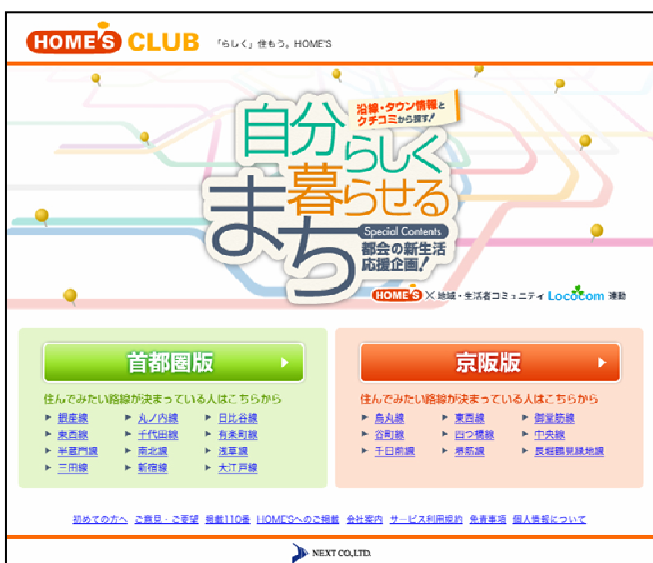 HOME'S CLUB 「らしく」住もう。HOME'S
沿線・タウン情報と
クチコミから探す!
自分らしく
暮らせる
まち
Special Contents
都会の新生活
応援企画!
HOME'S × 地域・生活者コミュニティ Lococom 連動
首都圏版
住んでみたい路線が決まっている人はこちらから
銀座線 丸ノ内線 日比谷線
東西線 千代田線 有楽町線
半蔵門線 南北線 浅草線
三田線 新宿線 大江戸線
京阪版
住んでみたい路線が決まっている人はこちらから
烏丸線 東西線 御堂筋線
谷町線 四つ橋線 中央線
千日前線 堺筋線 長堀鶴見緑地線
初めての方へ ご意見・ご要望 掲載110番 HOME'Sへのご掲載 会社案内 サービス利用規約 免責事項 個人情報について
NEXT CO.,LTD.